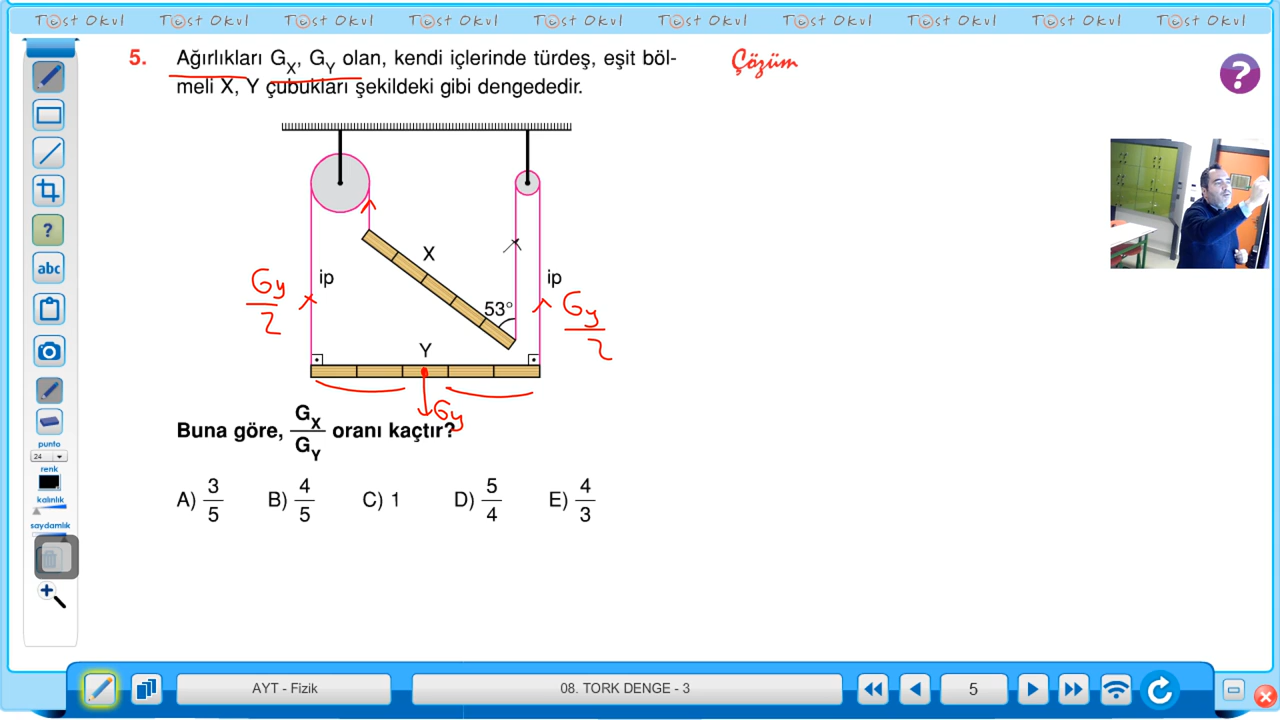 Test Okul Test Okul Test Okul Test Okul Test Okul Test Okul Test Okul Test Okul Test Okul Test Okul
5. Ağırlıkları GX, GY olan, kendi içlerinde türdeş, eşit böl-
meli X, Y çubukları şekildeki gibi dengededir.
Çözüm
?
?
abc
X
ip
ip
53°
Gy/2
Gy/2
Y
Gy
Buna göre, GX/GY oranı kaçtır?
A) 3/5 B) 4/5 C) 1 D) 5/4 E) 4/3
punto
24
renk
kalınlık
saydamlık
AYT - Fizik
08. TORK DENGE - 3
5